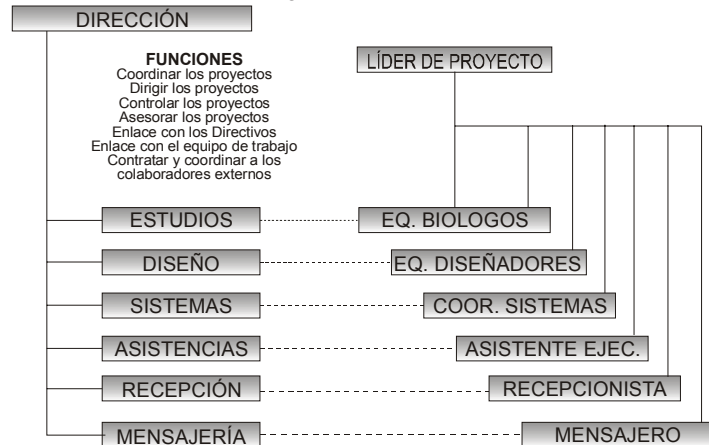 DIRECCIÓN
FUNCIONES
Coordinar los proyectos
Dirigir los proyectos
Controlar los proyectos
Asesorar los proyectos
Enlace con los Directivos
Enlace con el equipo de trabajo
Contratar y coordinar a los
colaboradores externos
LÍDER DE PROYECTO
ESTUDIOS
EQ. BIOLOGOS
DISEÑO
EQ. DISEÑADORES
SISTEMAS
COOR. SISTEMAS
ASISTENCIAS
ASISTENTE EJEC.
RECEPCIÓN
RECEPCIONISTA
MENSAJERÍA
MENSAJERO